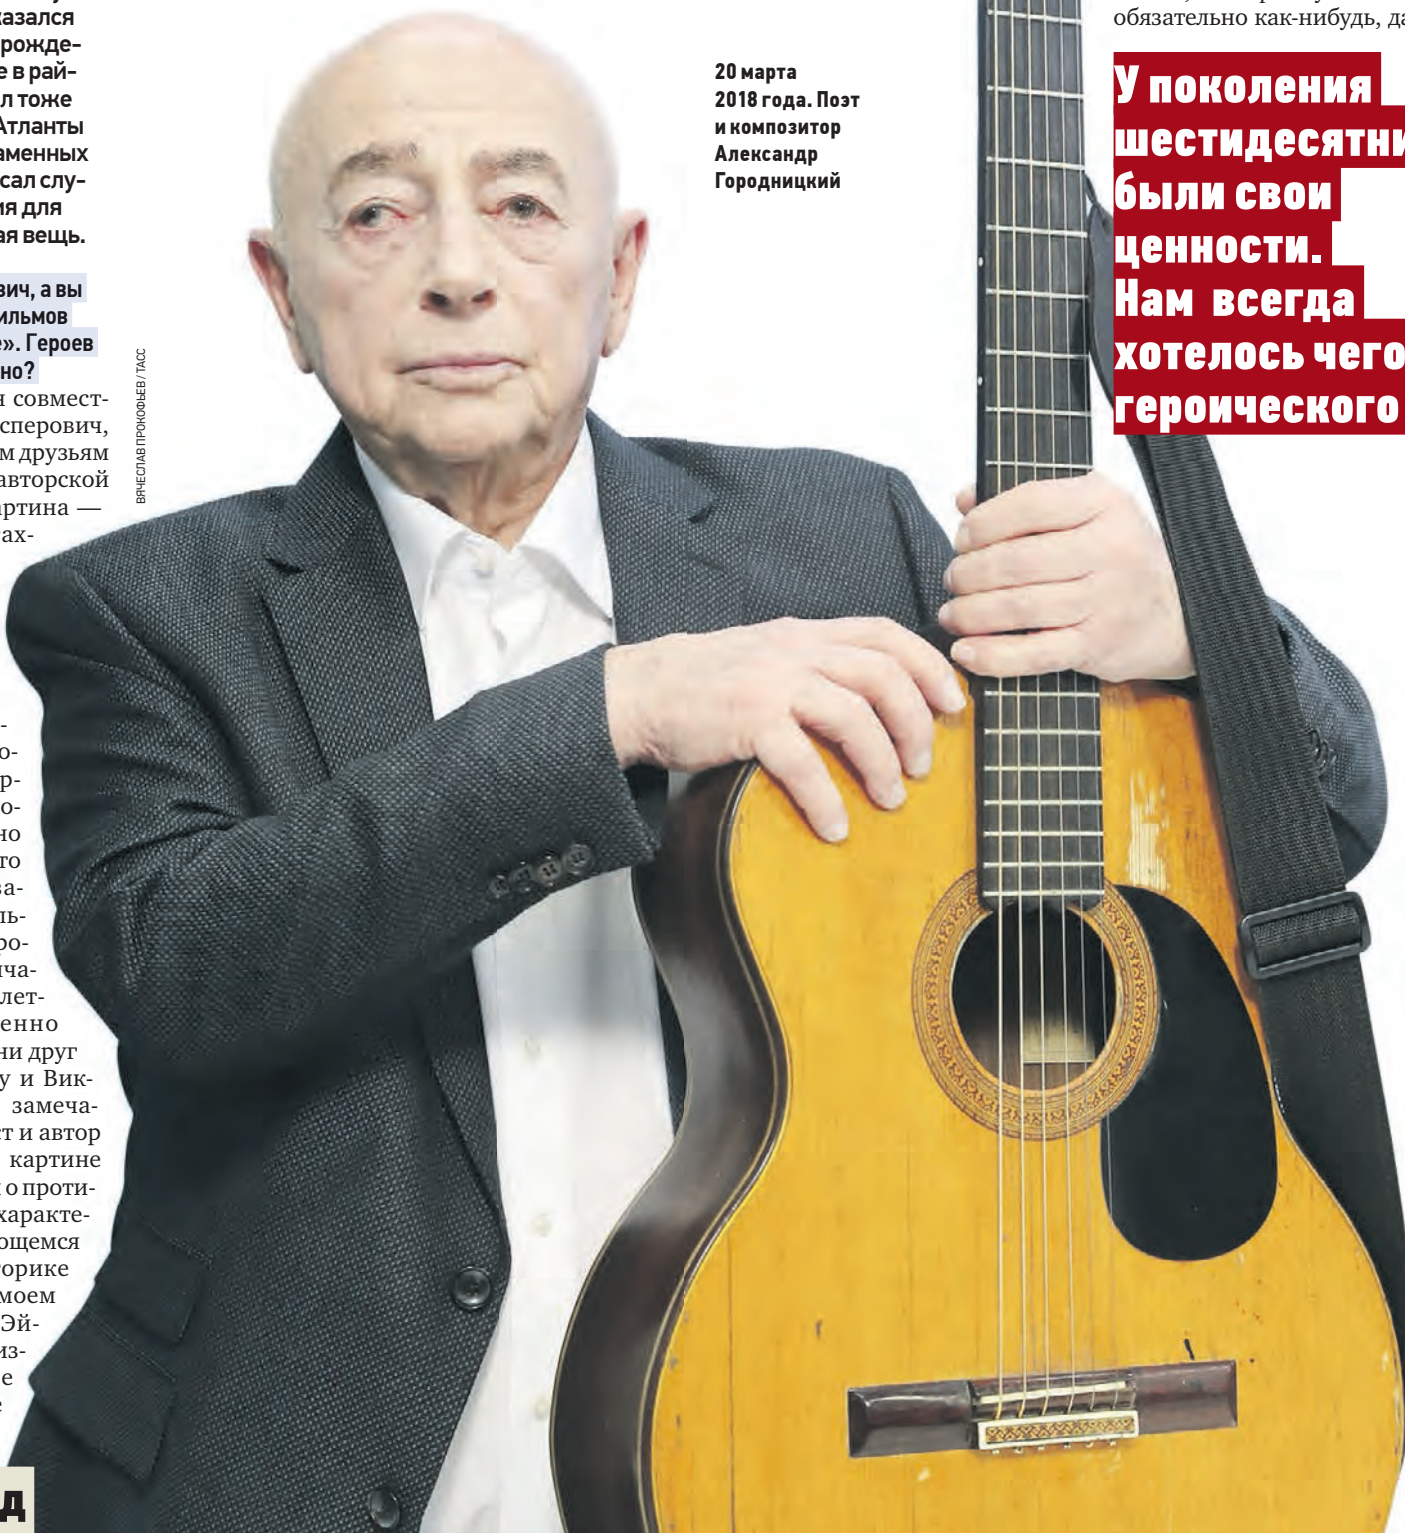 казался
рожде-
е в рай-
л тоже
Атланты
аменных
сал слу-
ия для
ая вещь.
вич, а вы
ильмов
е». Героев
но?
я совмест-
сперович,
м друзьям
авторской
артина —
ах-
-
о-
р-
о-
но
то
за-
ль-
ро-
ича-
лет-
енно
ни друг
у и Вик-
замеча-
ст и автор
картине
о проти-
характе-
ющемся
орике
моем
Эй-
из-
е
е
д
ВЯЧЕСЛАВ ПРОКОФЬЕВ / ТАСС
20 марта
2018 года. Поэт
и композитор
Александр
Городницкий
обязательно как-нибудь, да
У поколения
шестидесятни
были свои
ценности.
Нам всегда
хотелось чего
героического